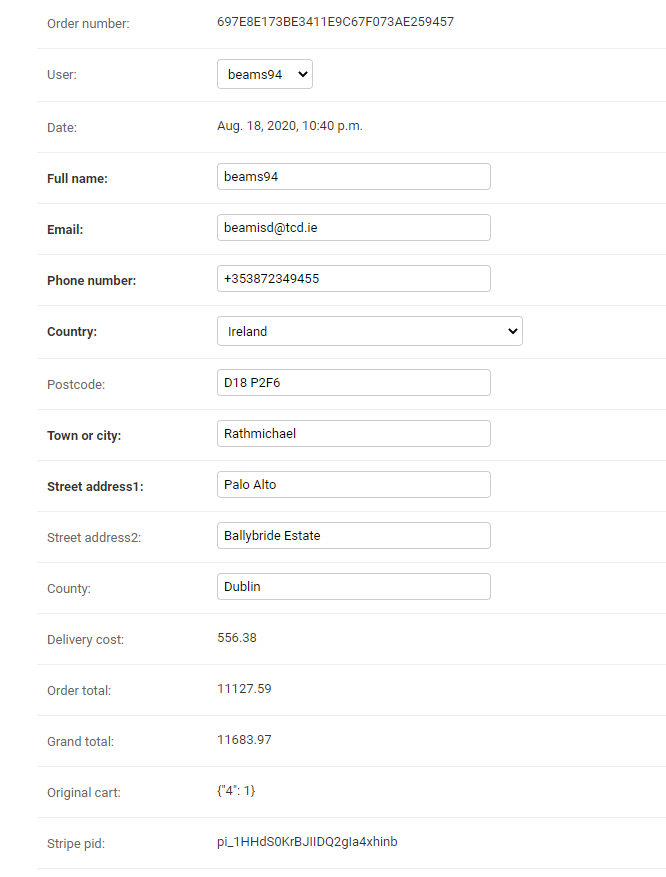 Order number: 697E8E173BE3411E9C67F073AE259457
User: beams94
Date: Aug. 18, 2020, 10:40 p.m.
Full name: beams94
Email: beamisd@tcd.ie
Phone number: +353872349455
Country: Ireland
Postcode: D18 P2F6
Town or city: Rathmichael
Street address1: Palo Alto
Street address2: Ballybride Estate
County: Dublin
Delivery cost: 556.38
Order total: 11127.59
Grand total: 11683.97
Original cart: {"4": 1}
Stripe pid: pi_1HHdS0KrBJIIDQ2gIa4xhinb